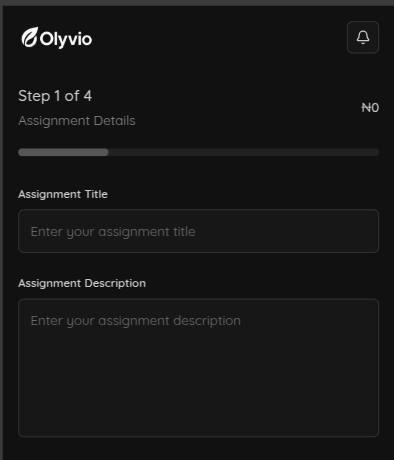 Olyvio
Step 1 of 4
₦0
Assignment Details
Assignment Title
Enter your assignment title
Assignment Description
Enter your assignment description